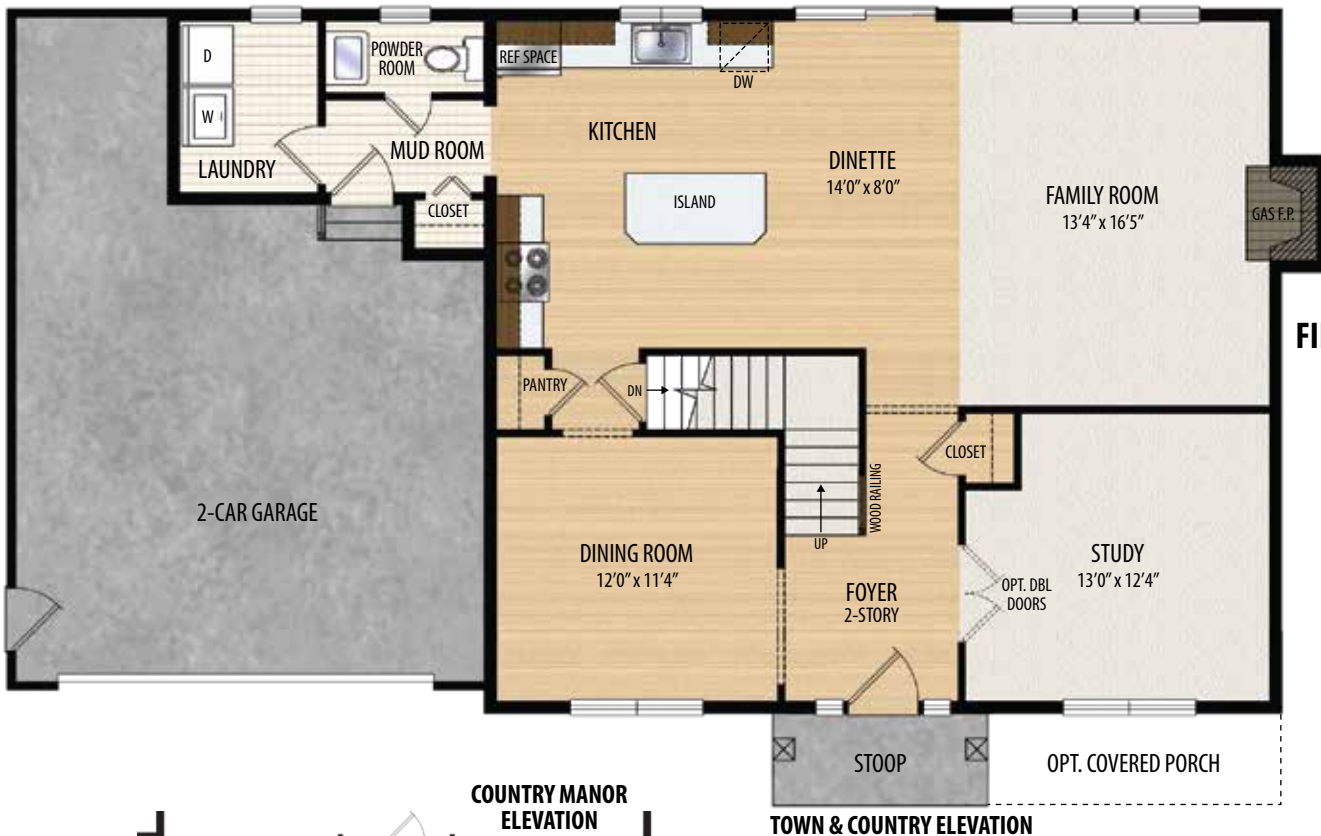 D
POWDER
ROOM
REF SPACE
DW
W
KITCHEN
MUD ROOM
LAUNDRY
DINETTE
14'0" x 8'0"
ISLAND
FAMILY ROOM
13'4" x 16'5"
GAS F.P.
CLOSET
PANTRY
DN
CLOSET
WOOD RAILING
2-CAR GARAGE
UP
DINING ROOM
12'0" x 11'4"
FOYER
2-STORY
OPT. DBL
DOORS
STUDY
13'0" x 12'4"
STOOP
OPT. COVERED PORCH
COUNTRY MANOR
ELEVATION
TOWN & COUNTRY ELEVATION